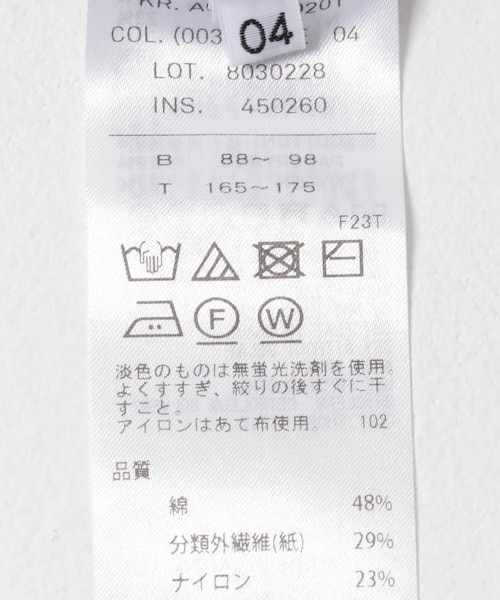 KR.
COL. (003 04
04
LOT. 8030228
INS. 450260
B 88～ 98
T 165～175
F23T
F W
淡色のものは無蛍光洗剤を使用。
よくすすぎ、絞りの後すぐに干
すこと。
アイロンはあて布使用。 102
品質
綿 48%
分類外繊維(紙) 29%
ナイロン 23%